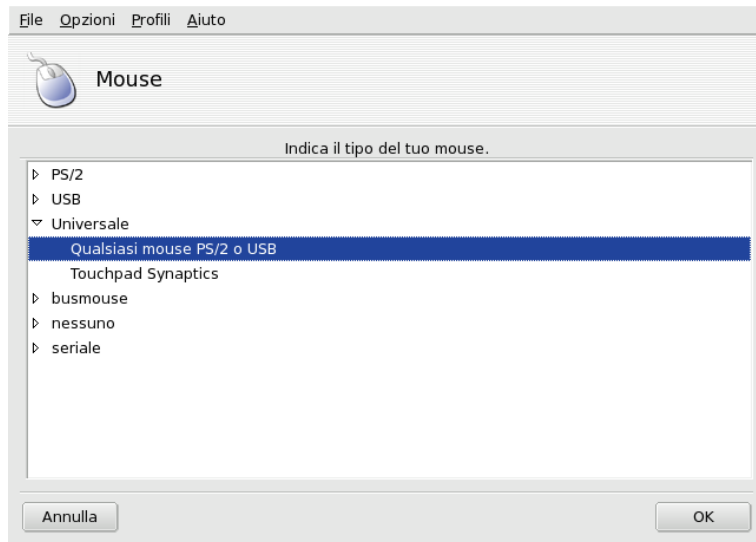 File Opzioni Profili Aiuto
Mouse
Indica il tipo del tuo mouse.
PS/2
USB
Universale
Qualsiasi mouse PS/2 o USB
Touchpad Synaptics
busmouse
nessuno
seriale
Annulla OK